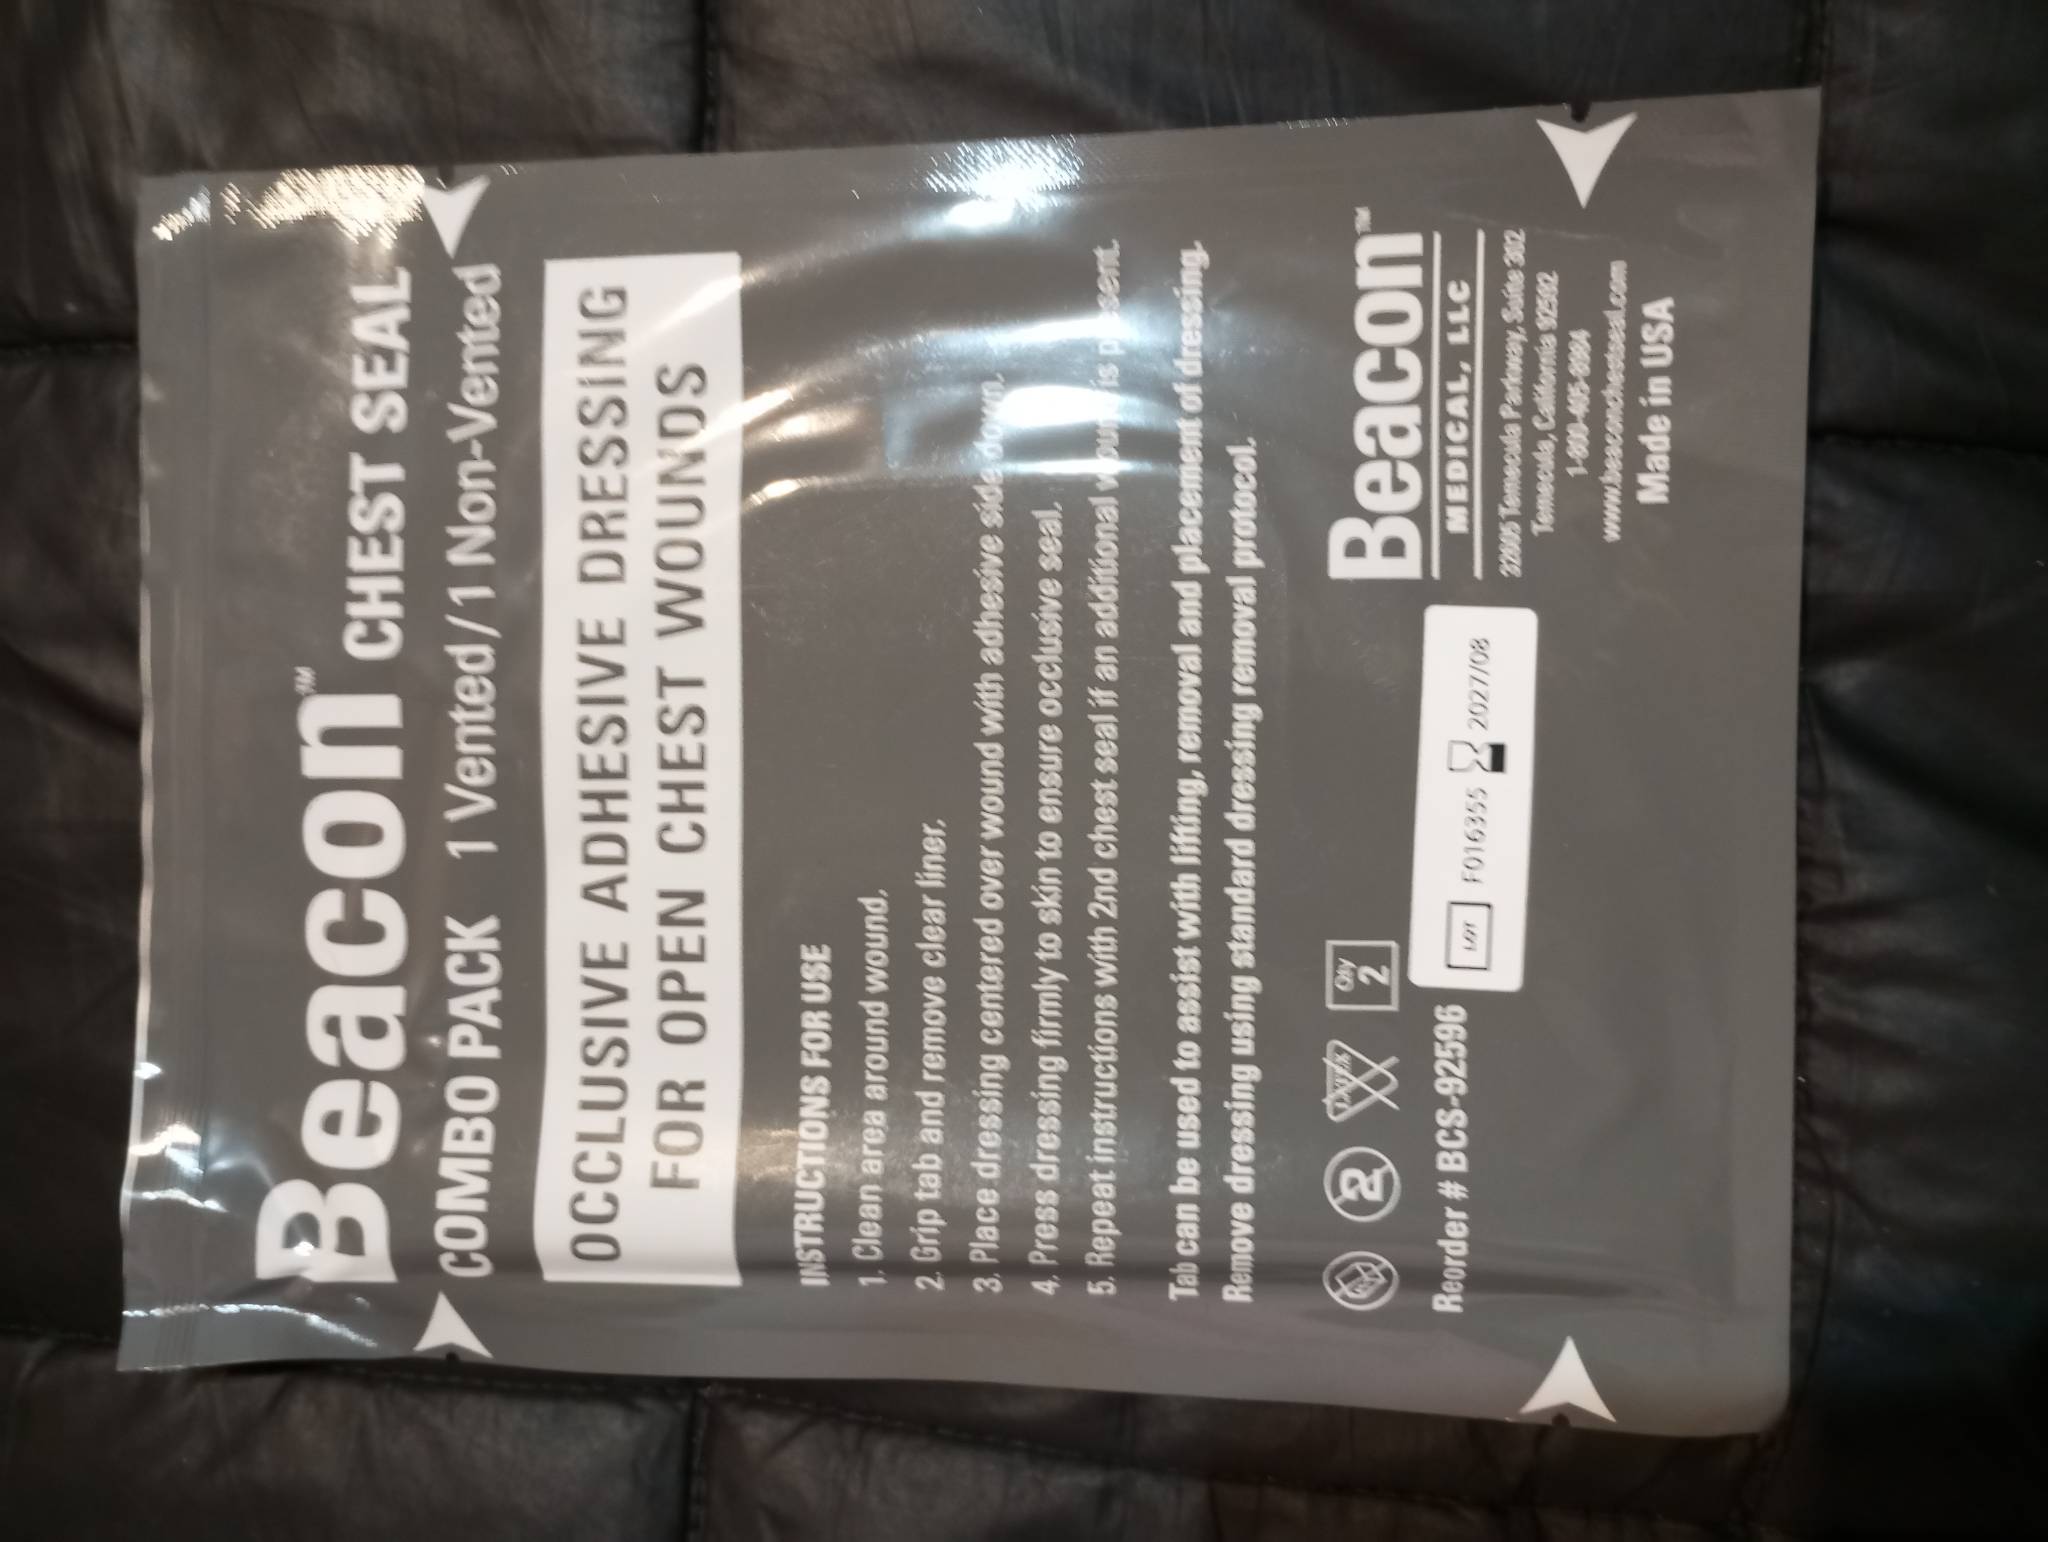 Beacon™ CHEST SEAL
COMBO PACK 1 Vented/1 Non-Vented
OCCLUSIVE ADHESIVE DRESSING
FOR OPEN CHEST WOUNDS
INSTRUCTIONS FOR USE
1. Clean area around wound.
2. Grip tab and remove clear liner.
3. Place dressing centered over wound with adhesive side down.
4. Press dressing firmly to skin to ensure occlusive seal.
5. Repeat instructions with 2nd chest seal if an additional wound is present.
Tab can be used to assist with lifting, removal and placement of dressing.
Remove dressing using standard dressing removal protocol.
2
Qty
2
Reorder # BCS-92596
LOT F016355 2027/08
Beacon™
MEDICAL, LLC
32605 Temecula Parkway, Suite 302
Temecula, California 92592
www.beaconchestseal.com
Made in USA